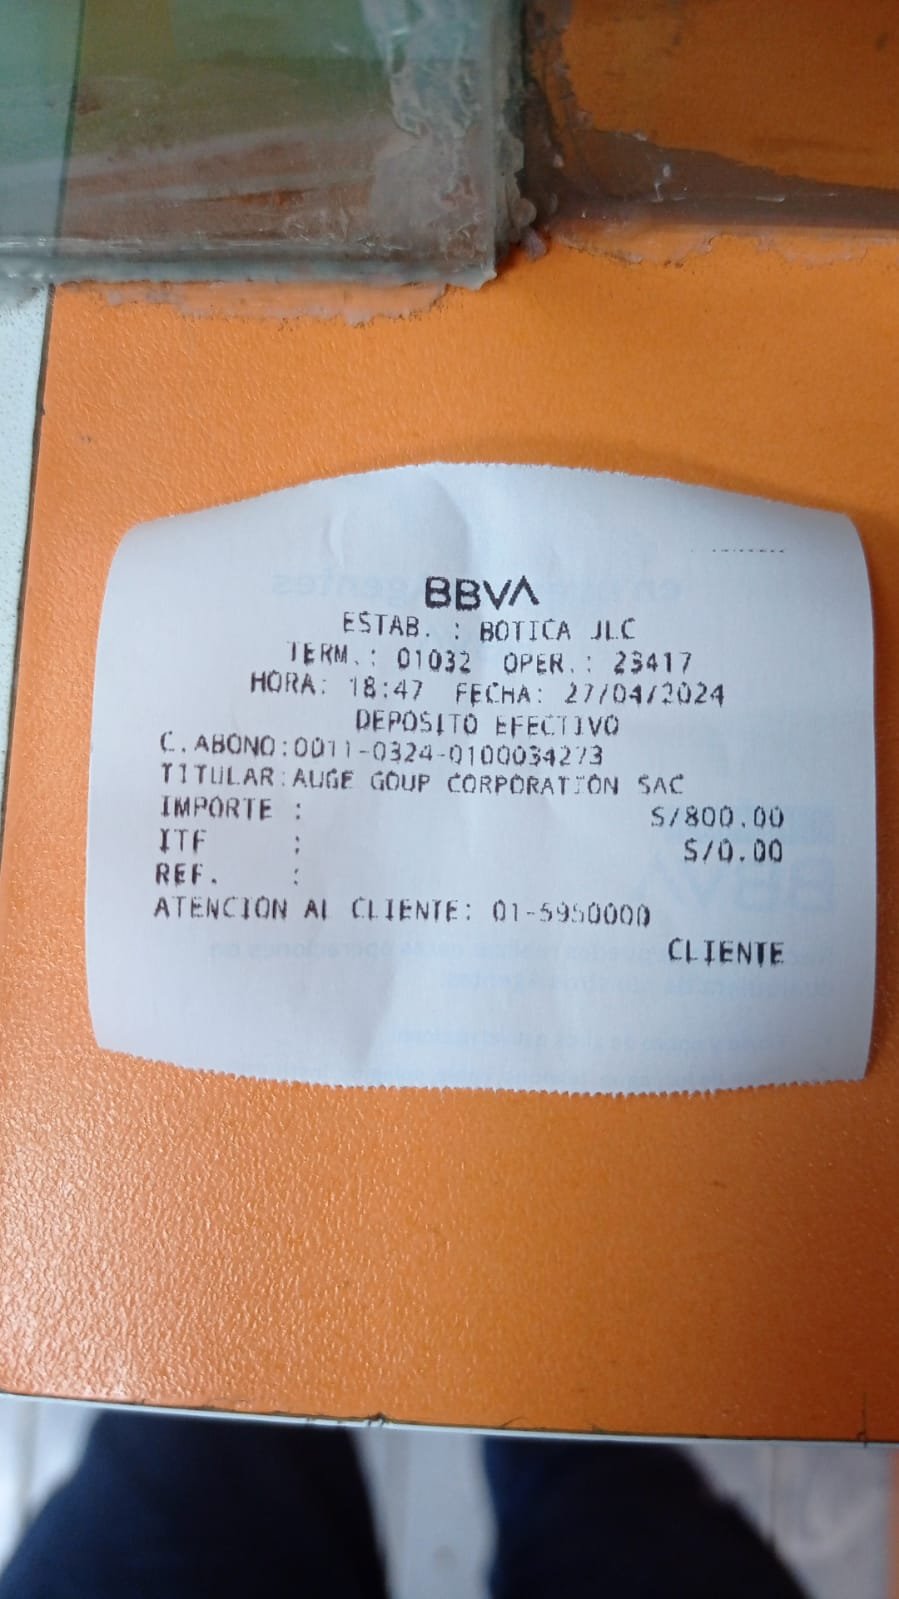 BBVA
ESTAB. : BOTICA JLC
TERM.: 01032 OPER.: 23417
HORA: 18:47 FECHA: 27/04/2024
DEPOSITO EFECTIVO
C.ABONO:0011-0324-0100034273
TITULAR:AUGE GOUP CORPORATION SAC
IMPORTE : S/800.00
ITF : S/0.00
REF. :
ATENCION AL CLIENTE: 01-5950000
CLIENTE